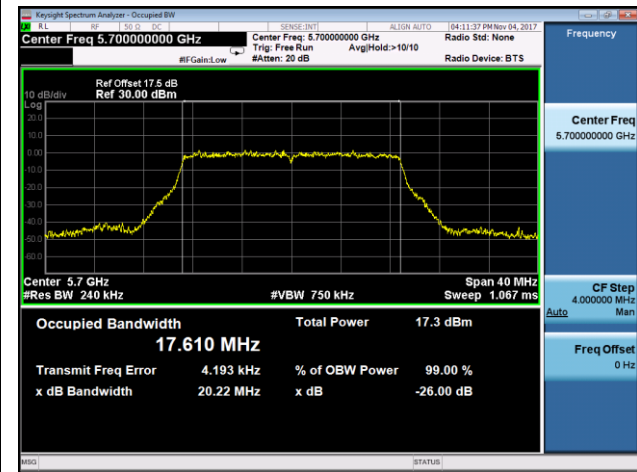 Keysight Spectrum Analyzer - Occupied BW
RL RF 50 Ω DC SENSE:INT ALIGN AUTO 04:11:37 PM Nov 04, 2017
Center Freq 5.700000000 GHz
Center Freq: 5.700000000 GHz
Radio Std: None
Trig: Free Run Avg|Hold:>10/10
#IFGain:Low
#Atten: 20 dB
Radio Device: BTS
Frequency
Ref Offset 17.5 dB
10 dB/div Ref 30.00 dBm
Log
20.0
10.0
0.00
-10.0
-20.0
-30.0
-40.0
-50.0
-60.0
Center Freq
5.700000000 GHz
Center 5.7 GHz Span 40 MHz
#Res BW 240 kHz #VBW 750 kHz Sweep 1.067 ms
CF Step
4.000000 MHz
Auto Man
Occupied Bandwidth Total Power 17.3 dBm
17.610 MHz
Transmit Freq Error 4.193 kHz % of OBW Power 99.00 %
x dB Bandwidth 20.22 MHz x dB -26.00 dB
Freq Offset
0 Hz
MSG STATUS